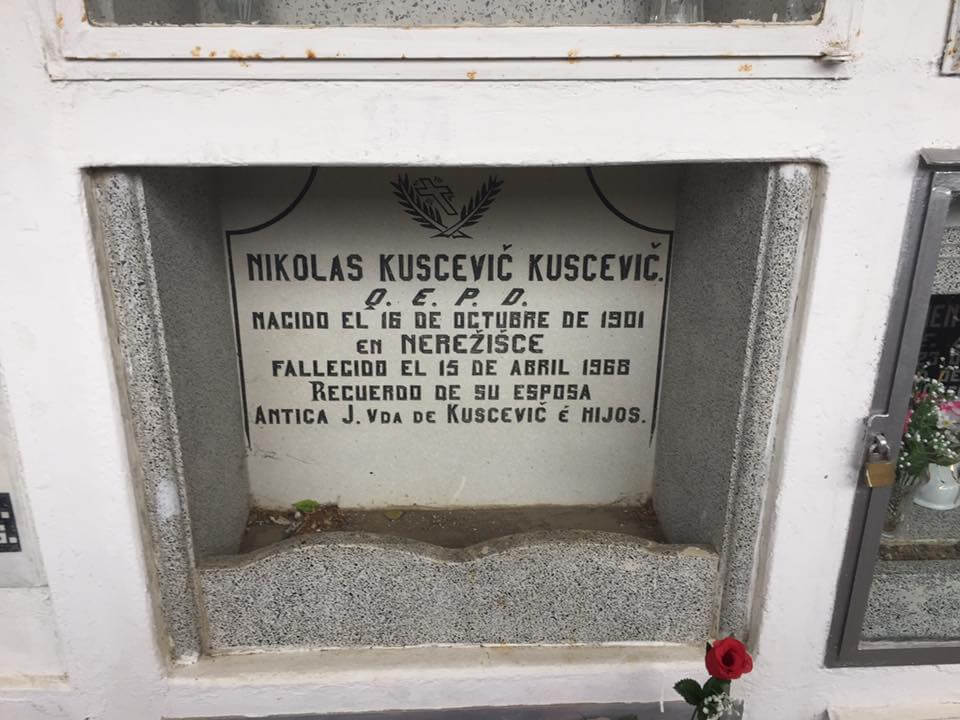 NIKOLAS KUSCEVIČ KUSCEVIČ.
Q. E. P. D.
NACIDO EL 16 DE OCTUBRE DE 1901
EN NEREŽIŠCE
FALLECIDO EL 15 DE ABRIL 1968
RECUERDO DE SU ESPOSA
ANTICA J. VDA DE KUSCEVIČ É HIJOS.